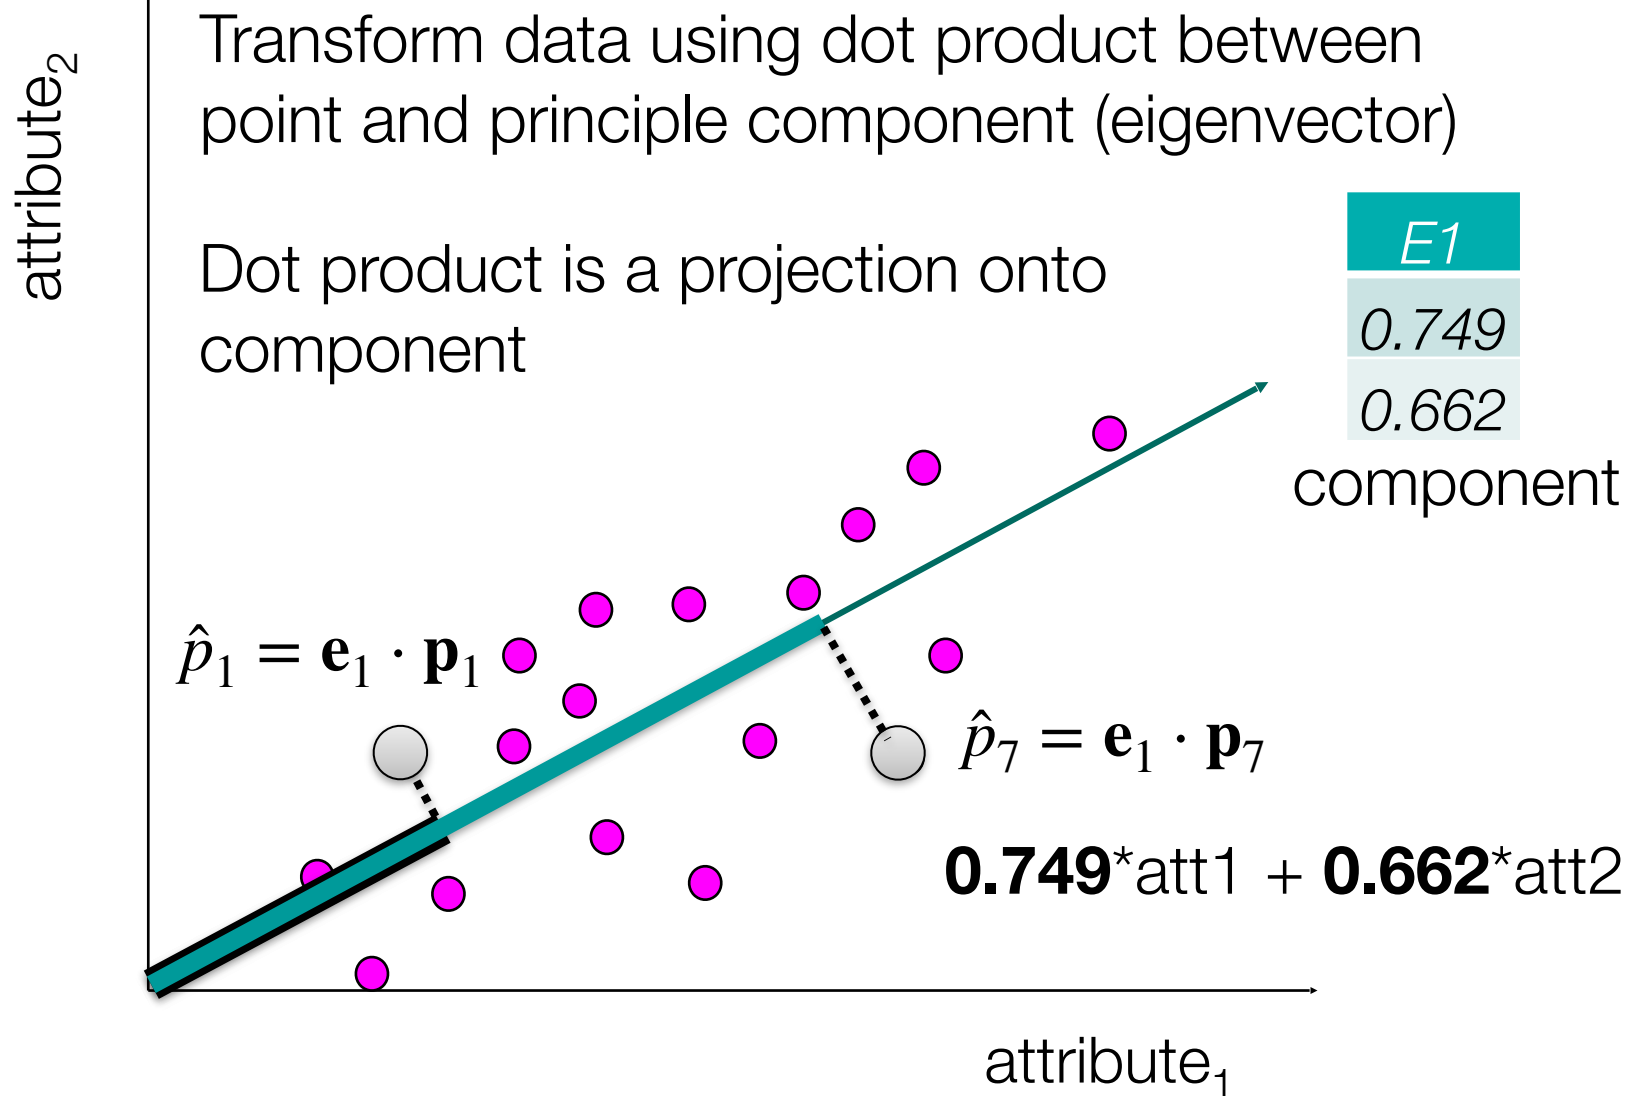 attribute₂
Transform data using dot product between
point and principle component (eigenvector)
Dot product is a projection onto
component
E1
0.749
0.662
component
p̂₁ = e₁ · p₁
p̂₇ = e₁ · p₇
0.749*att1 + 0.662*att2
attribute₁